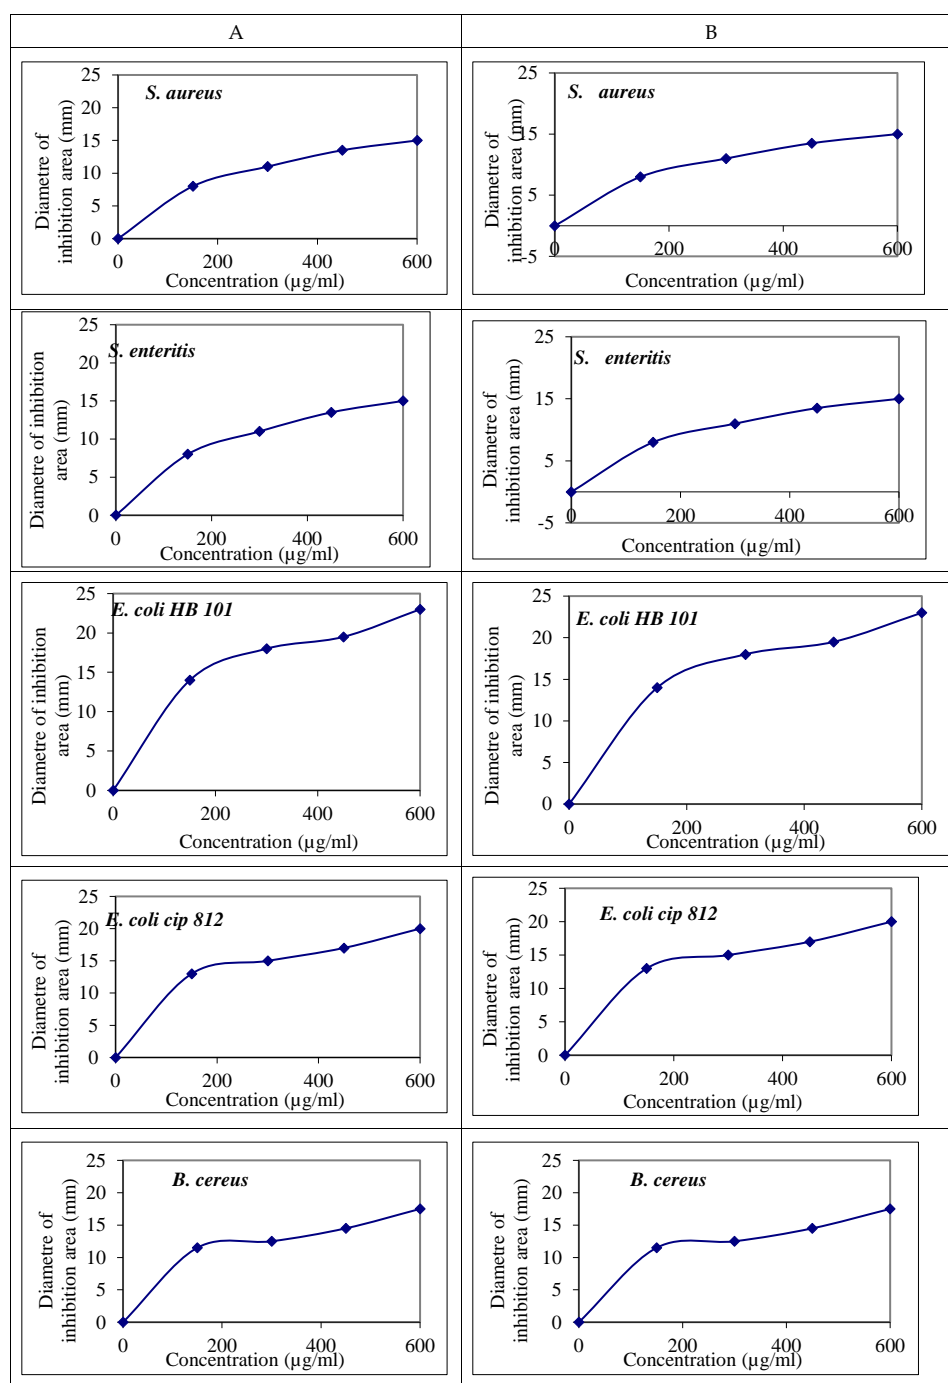 A
B
S. aureus
Diametre of
inhibition area (mm)
25
20
15
10
5
0
0 200 400 600
Concentration (µg/ml)
S. aureus
Diametre of
inhibition area (mm)
25
15
5
-5
0 200 400 600
Concentration (µg/ml)
S. enteritis
Diametre of inhibition
area (mm)
25
20
15
10
5
0
0 200 400 600
Concentration (µg/ml)
S. enteritis
Diametre of
inhibition area (mm)
25
15
5
-5
0 200 400 600
Concentration (µg/ml)
E. coli HB 101
Diametre of inhibition
area (mm)
25
20
15
10
5
0
0 200 400 600
Concentration (µg/ml)
E. coli HB 101
Diametre of inhibition
area (mm)
25
20
15
10
5
0
0 200 400 600
Concentration (µg/ml)
E. coli cip 812
Diametre of
inhibition area (mm)
25
20
15
10
5
0
0 200 400 600
Concentration (µg/ml)
E. coli cip 812
Diametre of
inhibition area (mm)
25
20
15
10
5
0
0 200 400 600
Concentration (µg/ml)
B. cereus
Diametre of
inhibition area (mm)
25
20
15
10
5
0
0 200 400 600
Concentration (µg/ml)
B. cereus
Diametre of
inhibition area (mm)
25
20
15
10
5
0
0 200 400 600
Concentration (µg/ml)